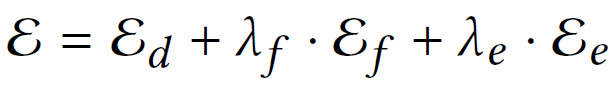 ℰ = ℰ_d + λ_f · ℰ_f + λ_e · ℰ_e